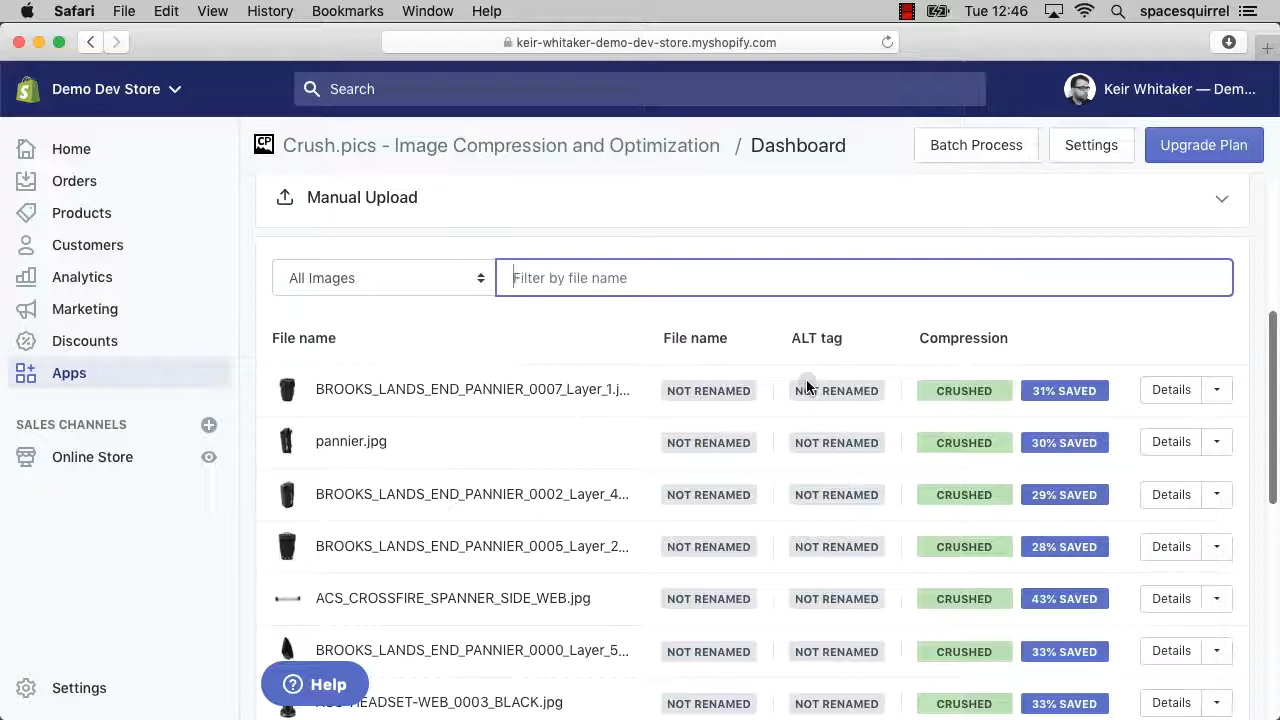 Safari File Edit View History Bookmarks Window Help Tue 12:46 spacesquirrel
keir-whitaker-demo-dev-store.myshopify.com
Demo Dev Store Search Keir Whitaker — Dem...
CP Crush.pics - Image Compression and Optimization / Dashboard Batch Process Settings Upgrade Plan
Home
Orders
Products
Customers
Analytics
Marketing
Discounts
Apps
SALES CHANNELS
Online Store
Settings
Manual Upload
All Images Filter by file name
File name File name ALT tag Compression
BROOKS_LANDS_END_PANNIER_0007_Layer_1.j... NOT RENAMED NOT RENAMED CRUSHED 31% SAVED Details
pannier.jpg NOT RENAMED NOT RENAMED CRUSHED 30% SAVED Details
BROOKS_LANDS_END_PANNIER_0002_Layer_4... NOT RENAMED NOT RENAMED CRUSHED 29% SAVED Details
BROOKS_LANDS_END_PANNIER_0005_Layer_2... NOT RENAMED NOT RENAMED CRUSHED 28% SAVED Details
ACS_CROSSFIRE_SPANNER_SIDE_WEB.jpg NOT RENAMED NOT RENAMED CRUSHED 43% SAVED Details
BROOKS_LANDS_END_PANNIER_0000_Layer_5... NOT RENAMED NOT RENAMED CRUSHED 33% SAVED Details
HEADSET-WEB_0003_BLACK.jpg NOT RENAMED NOT RENAMED CRUSHED 33% SAVED Details
? Help